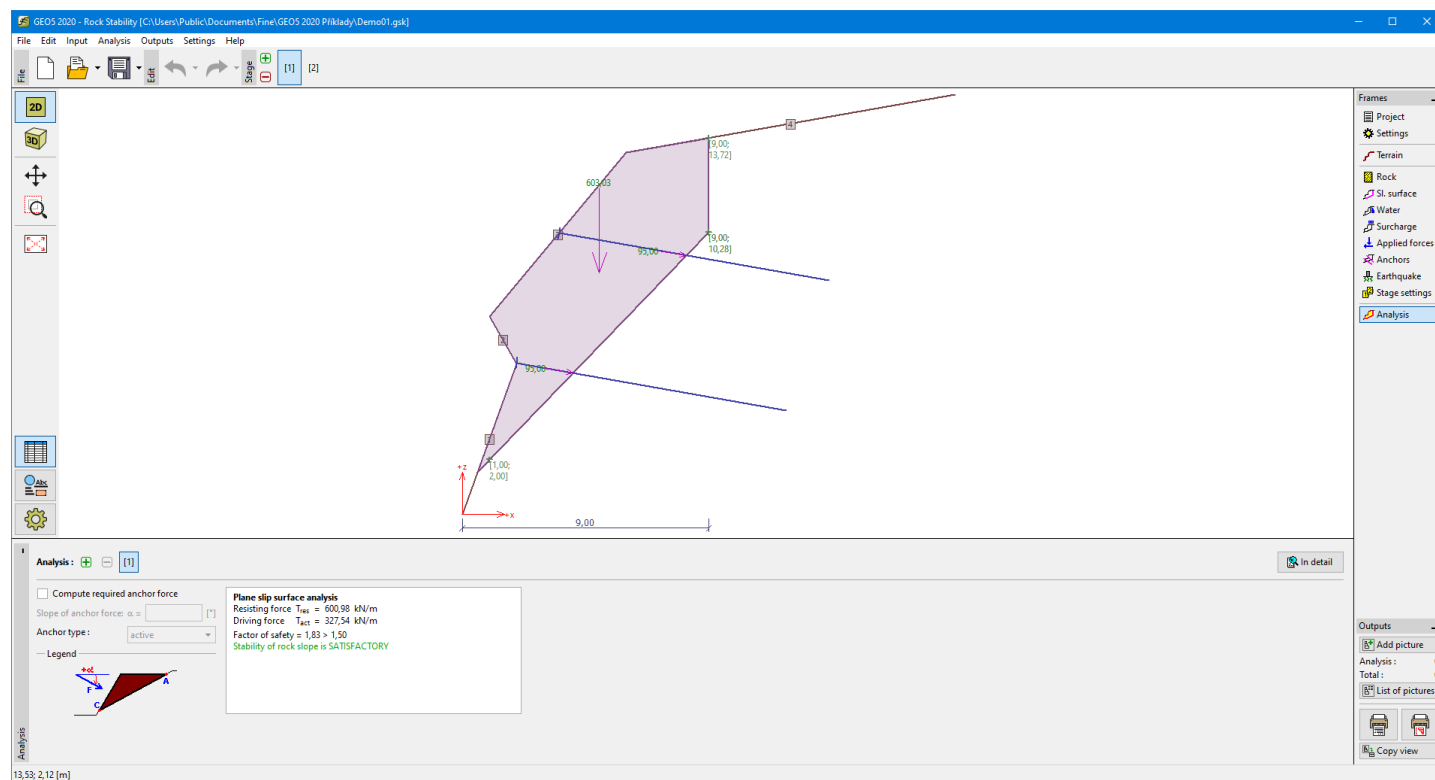 GEO5 2020 - Rock Stability [C:\Users\Public\Documents\Fine\GEO5 2020 Příklady\Demo01.gsk]
File Edit Input Analysis Outputs Settings Help
File
Edit
Stage
[1] [2]
2D
3D
Abc
4
[9,00;
13,72]
603,03
[9,00;
10,28]
95,00
95,00
[1,00;
2,00]
+z
+x
9,00
Frames
Project
Settings
Terrain
Rock
Sl. surface
Water
Surcharge
Applied forces
Anchors
Earthquake
Stage settings
Analysis
Analysis : [1]
In detail
Compute required anchor force
Slope of anchor force: α = [°]
Anchor type : active
Legend
+α
F
A
C
Plane slip surface analysis
Resisting force Tres = 600,98 kN/m
Driving force Tact = 327,54 kN/m
Factor of safety = 1,83 > 1,50
Stability of rock slope is SATISFACTORY
Analysis
Outputs
Add picture
Analysis :
Total :
List of pictures
Copy view
13,53; 2,12 [m]